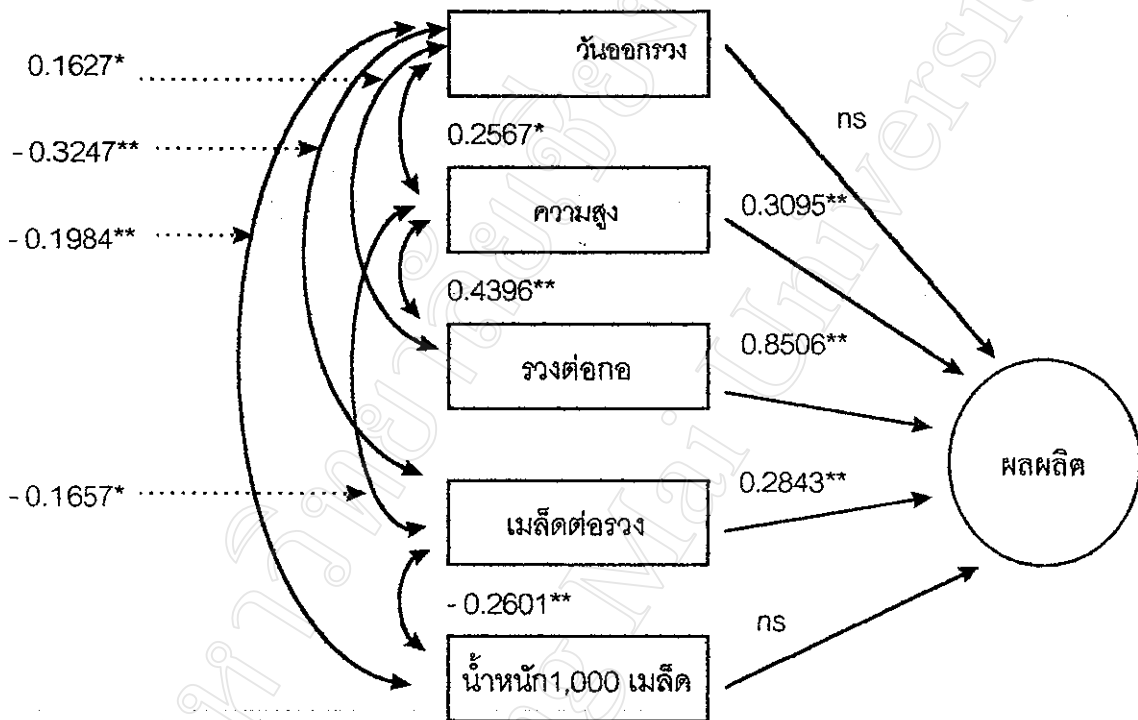 วันออกรวง
0.1627*
ns
0.2567*
- 0.3247**
ความสูง
0.3095**
- 0.1984**
0.4396**
0.8506**
รวงต่อกอ
ผลผลิต
- 0.1657*
0.2843**
เมล็ดต่อรวง
- 0.2601**
ns
น้ำหนัก1,000 เมล็ด